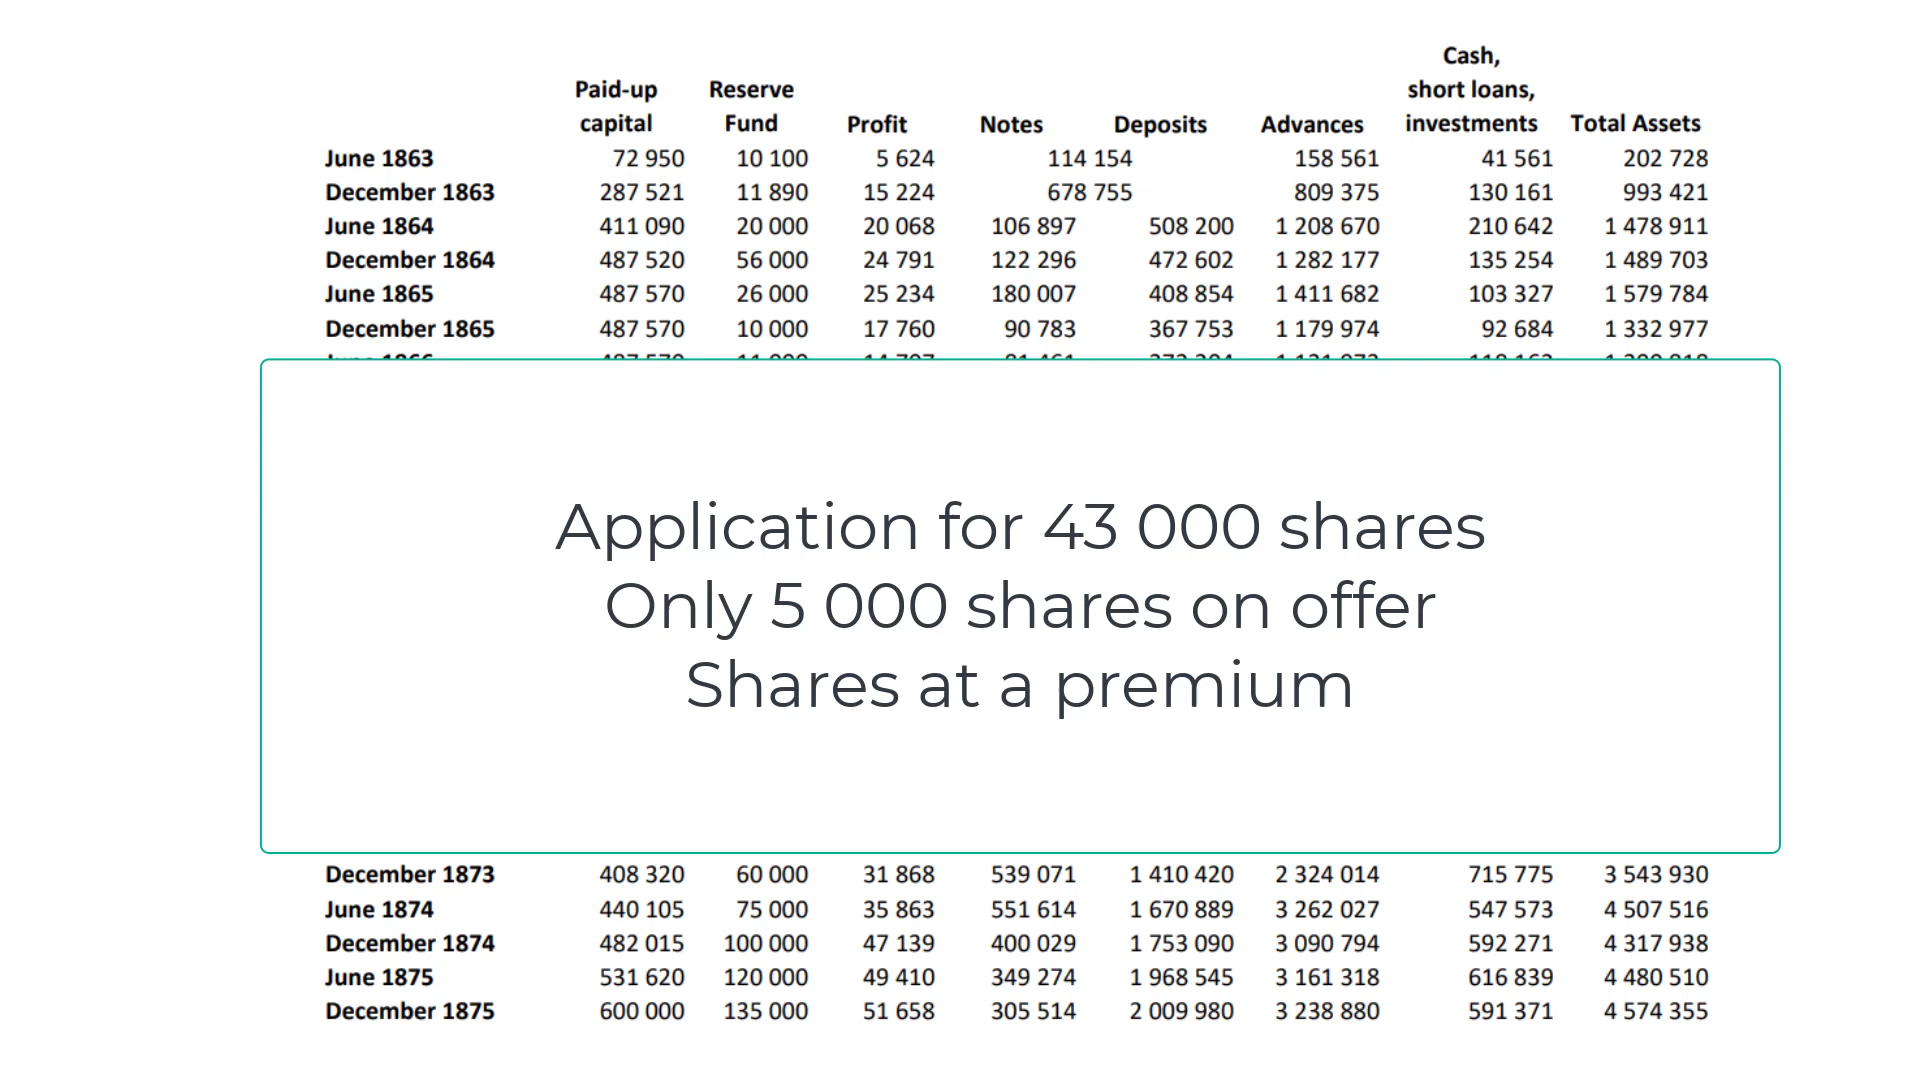 Cash,
Paid-up Reserve short loans,
capital Fund Profit Notes Deposits Advances investments Total Assets
June 1863 72 950 10 100 5 624 114 154 158 561 41 561 202 728
December 1863 287 521 11 890 15 224 678 755 809 375 130 161 993 421
June 1864 411 090 20 000 20 068 106 897 508 200 1 208 670 210 642 1 478 911
December 1864 487 520 56 000 24 791 122 296 472 602 1 282 177 135 254 1 489 703
June 1865 487 570 26 000 25 234 180 007 408 854 1 411 682 103 327 1 579 784
December 1865 487 570 10 000 17 760 90 783 367 753 1 179 974 92 684 1 332 977
Application for 43 000 shares
Only 5 000 shares on offer
Shares at a premium
December 1873 408 320 60 000 31 868 539 071 1 410 420 2 324 014 715 775 3 543 930
June 1874 440 105 75 000 35 863 551 614 1 670 889 3 262 027 547 573 4 507 516
December 1874 482 015 100 000 47 139 400 029 1 753 090 3 090 794 592 271 4 317 938
June 1875 531 620 120 000 49 410 349 274 1 968 545 3 161 318 616 839 4 480 510
December 1875 600 000 135 000 51 658 305 514 2 009 980 3 238 880 591 371 4 574 355